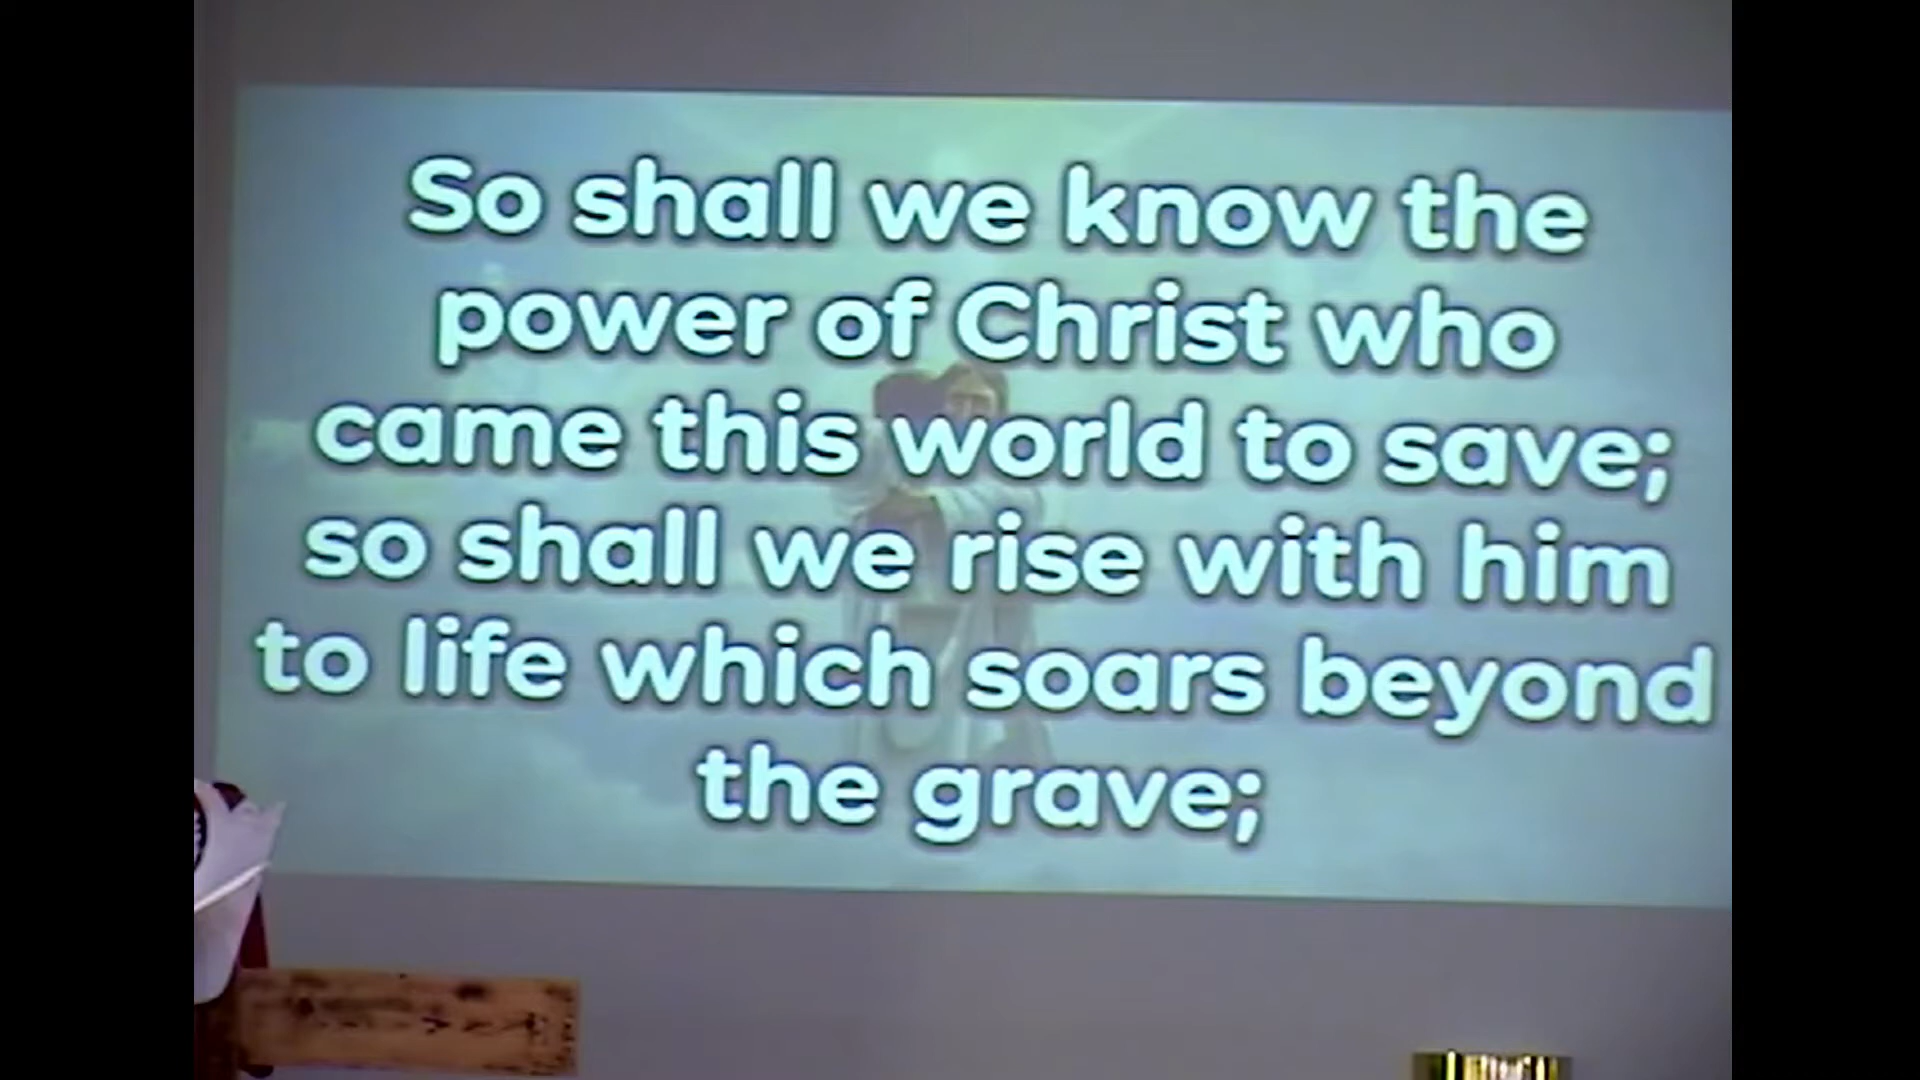 So shall we know the
power of Christ who
came this world to save;
so shall we rise with him
to life which soars beyond
the grave;